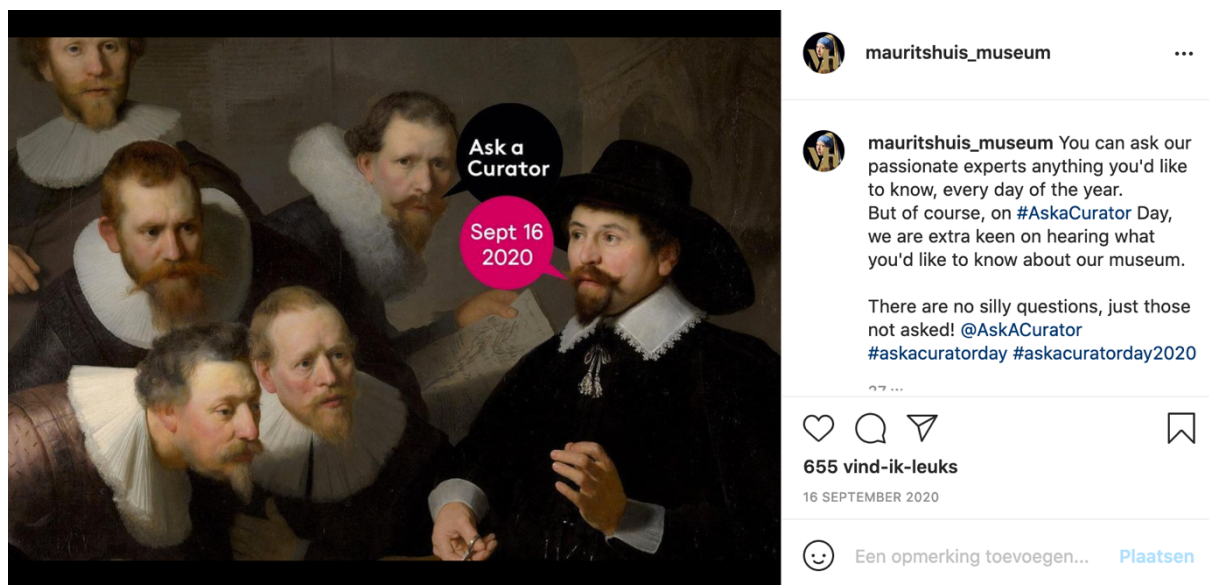 Ask a
Curator
Sept 16
2020
mauritshuis_museum
mauritshuis_museum You can ask our
passionate experts anything you'd like
to know, every day of the year.
But of course, on #AskaCurator Day,
we are extra keen on hearing what
you'd like to know about our museum.
There are no silly questions, just those
not asked! @AskACurator
#askacuratorday #askacuratorday2020
655 vind-ik-leuks
16 SEPTEMBER 2020
Een opmerking toevoegen...
Plaatsen